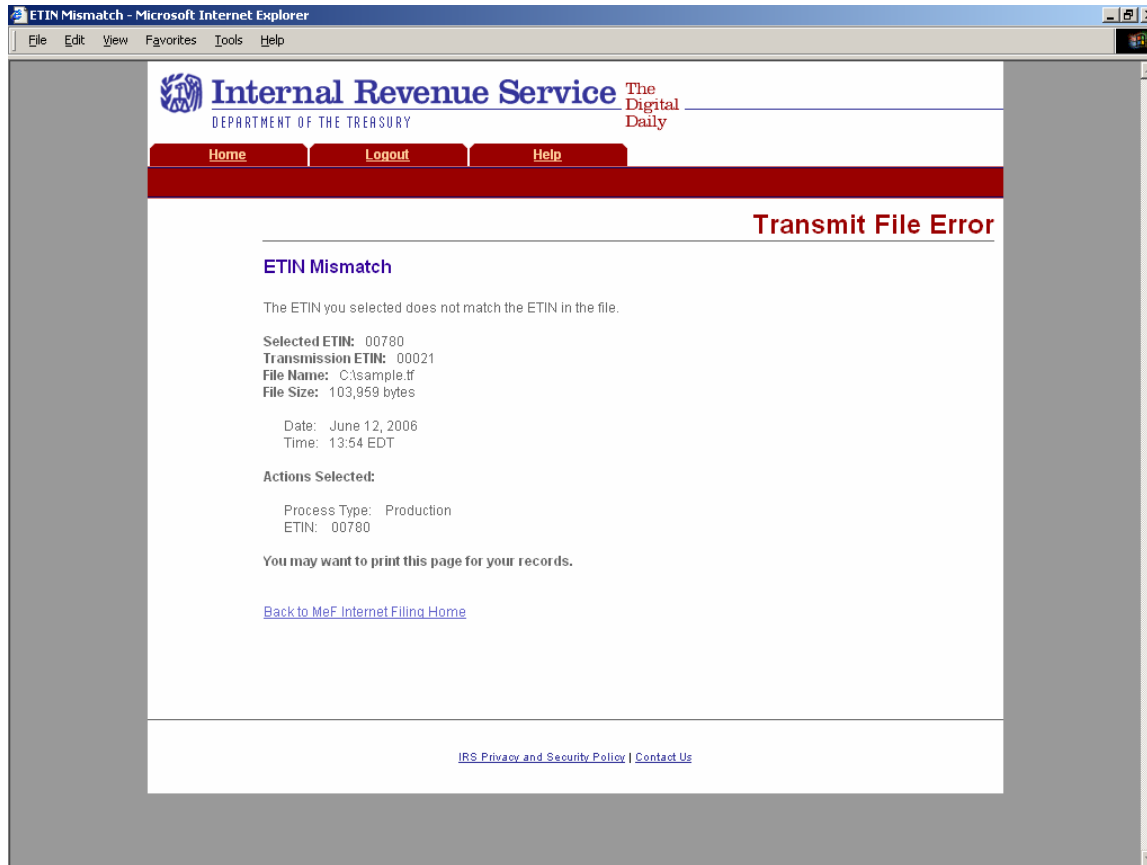 ETIN Mismatch - Microsoft Internet Explorer
File Edit View Favorites Tools Help
Internal Revenue Service
DEPARTMENT OF THE TREASURY
The
Digital
Daily
Home Logout Help
Transmit File Error
ETIN Mismatch
The ETIN you selected does not match the ETIN in the file.
Selected ETIN: 00780
Transmission ETIN: 00021
File Name: C:\sample.tf
File Size: 103,959 bytes
Date: June 12, 2006
Time: 13:54 EDT
Actions Selected:
Process Type: Production
ETIN: 00780
You may want to print this page for your records.
Back to MeF Internet Filing Home
IRS Privacy and Security Policy | Contact Us